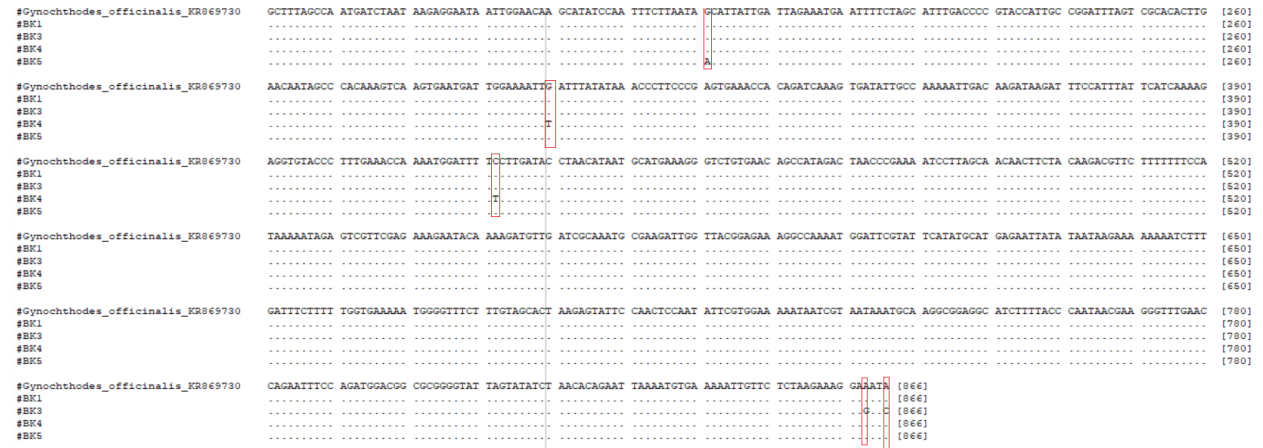 #Gynochthodes_officinalis_KR869730 GCTTTAGCCA ATGATCTAAT AAGAGGAATA ATTGGAACAA GCATATCCAA TTTCTTAATA GCATTATTGA TTAGAAATGA ATTTTCTAGC ATTTGACCCC GTACCATTGC CGGATTTAGT CGCACACTTG [260]
#BK1 .......... .......... .......... .......... .......... .......... .......... .......... .......... .......... .......... .......... .......... [260]
#BK3 .......... .......... .......... .......... .......... .......... .......... .......... .......... .......... .......... .......... .......... [260]
#BK4 .......... .......... .......... .......... .......... .......... .......... .......... .......... .......... .......... .......... .......... [260]
#BK5 .......... .......... .......... .......... .......... .......... A......... .......... .......... .......... .......... .......... .......... [260]
#Gynochthodes_officinalis_KR869730 AACAATAGCC CACAAAGTCA AGTGAATGAT TGGAAAATTG ATTTATATAA ACCCTTCCCG AGTGAAACCA CAGATCAAAG TGATATTGCC AAAAATTGAC AAGATAAGAT TTCCATTTAT TCATCAAAAG [390]
#BK1 .......... .......... .......... .......... .......... .......... .......... .......... .......... .......... .......... .......... .......... [390]
#BK3 .......... .......... .......... .......... .......... .......... .......... .......... .......... .......... .......... .......... .......... [390]
#BK4 .......... .......... .......... .........T .......... .......... .......... .......... .......... .......... .......... .......... .......... [390]
#BK5 .......... .......... .......... .......... .......... .......... .......... .......... .......... .......... .......... .......... .......... [390]
#Gynochthodes_officinalis_KR869730 AGGTGTACCC TTTGAAACCA AAATGGATTT TCCTTGATAC CTAACATAAT GCATGAAAGG GTCTGTGAAC AGCCATAGAC TAACCCGAAA ATCCTTAGCA ACAACTTCTA CAAGACGTTC TTTTTTTCCA [520]
#BK1 .......... .......... .......... .......... .......... .......... .......... .......... .......... .......... .......... .......... .......... [520]
#BK3 .......... .......... .......... .......... .......... .......... .......... .......... .......... .......... .......... .......... .......... [520]
#BK4 .......... .......... .......... .T........ .......... .......... .......... .......... .......... .......... .......... .......... .......... [520]
#BK5 .......... .......... .......... .......... .......... .......... .......... .......... .......... .......... .......... .......... .......... [520]
#Gynochthodes_officinalis_KR869730 TAAAAATAGA GTCGTTCGAG AAAGAATACA AAAGATGTTG ATCGCAAATG CGAAGATTGG TTACGGAGAA AGGCCAAAAT GGATTCGTAT TCATATGCAT GAGAATTATA TAATAAGAAA AAAAATCTTT [650]
#BK1 .......... .......... .......... .......... .......... .......... .......... .......... .......... .......... .......... .......... .......... [650]
#BK3 .......... .......... .......... .......... .......... .......... .......... .......... .......... .......... .......... .......... .......... [650]
#BK4 .......... .......... .......... .......... .......... .......... .......... .......... .......... .......... .......... .......... .......... [650]
#BK5 .......... .......... .......... .......... .......... .......... .......... .......... .......... .......... .......... .......... .......... [650]
#Gynochthodes_officinalis_KR869730 GATTTCTTTT TGGTGAAAAA TGGGGTTTCT TTGTAGCACT AAGAGTATTC CAACTCCAAT ATTCGTGGAA AAATAATCGT AATAAATGCA AGGCGGAGGC ATCTTTTACC CAATAACGAA GGGTTTGAAC [780]
#BK1 .......... .......... .......... .......... .......... .......... .......... .......... .......... .......... .......... .......... .......... [780]
#BK3 .......... .......... .......... .......... .......... .......... .......... .......... .......... .......... .......... .......... .......... [780]
#BK4 .......... .......... .......... .......... .......... .......... .......... .......... .......... .......... .......... .......... .......... [780]
#BK5 .......... .......... .......... .......... .......... .......... .......... .......... .......... .......... .......... .......... .......... [780]
#Gynochthodes_officinalis_KR869730 CAGAATTTCC AGATGGACGG CGCGGGGTAT TAGTATATCT AACACAGAAT TAAAATGTGA AAAATTGTTC TCTAAGAAAG GAAATA [866]
#BK1 .......... .......... .......... .......... .......... .......... .......... .......... ...... [866]
#BK3 .......... .......... .......... .......... .......... .......... .......... .......... ..G..C [866]
#BK4 .......... .......... .......... .......... .......... .......... .......... .......... ...... [866]
#BK5 .......... .......... .......... .......... .......... .......... .......... .......... ...... [866]